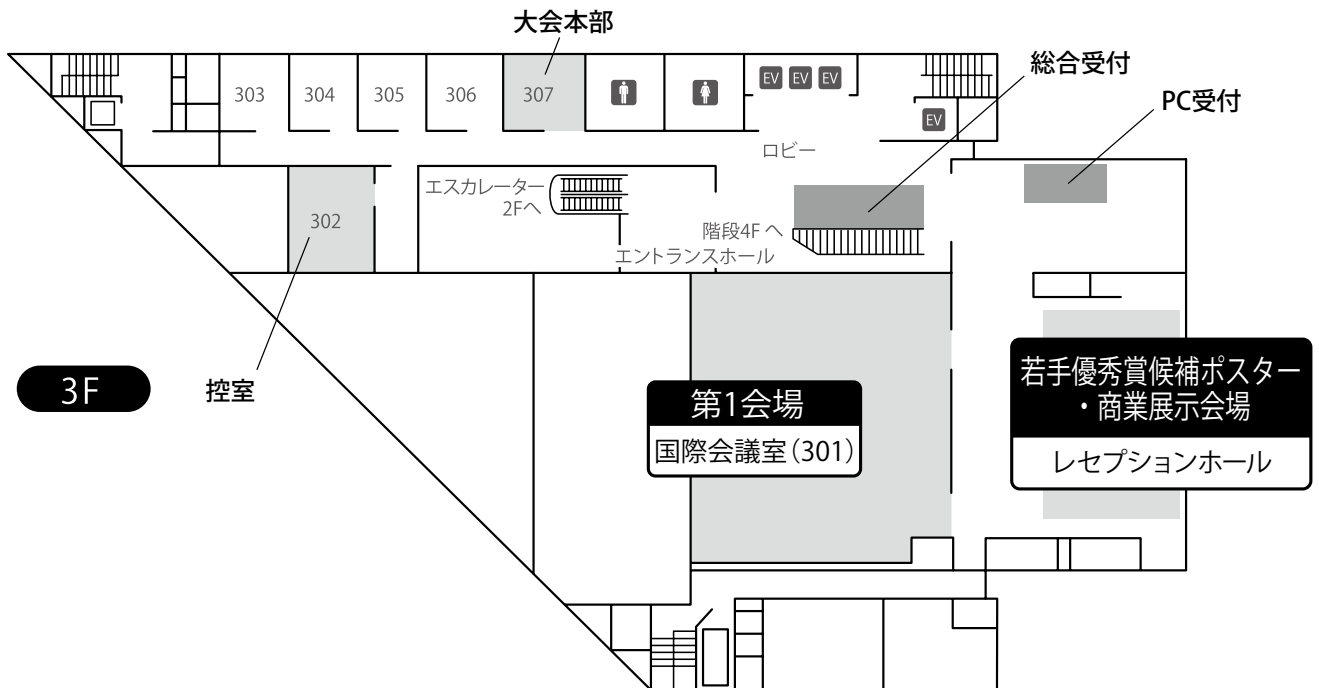 大会本部
総合受付
PC受付
EV EV EV
303
304
305
306
307
EV
ロビー
エスカレーター
2Fへ
302
階段4F へ
エントランスホール
3F
控室
第1会場
国際会議室(301)
若手優秀賞候補ポスター
・商業展示会場
レセプションホール